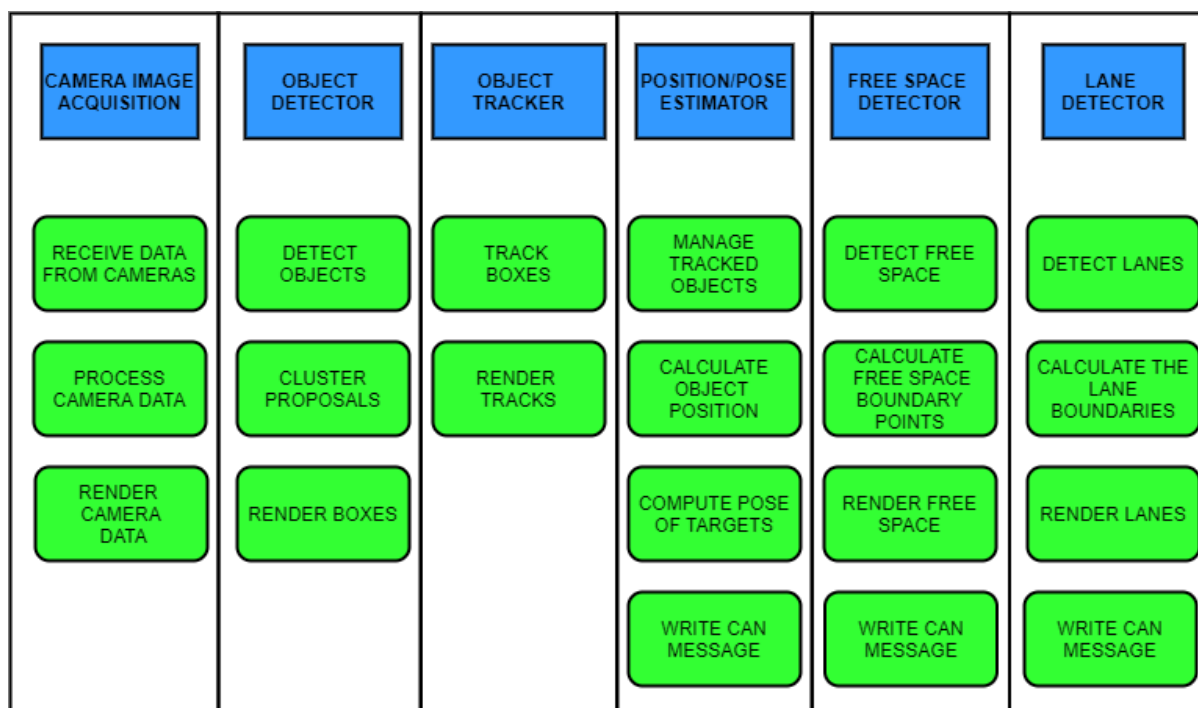 CAMERA IMAGE
ACQUISITION
OBJECT
DETECTOR
OBJECT
TRACKER
POSITION/POSE
ESTIMATOR
FREE SPACE
DETECTOR
LANE
DETECTOR
RECEIVE DATA
FROM CAMERAS
DETECT
OBJECTS
TRACK
BOXES
MANAGE
TRACKED
OBJECTS
DETECT FREE
SPACE
DETECT LANES
PROCESS
CAMERA DATA
CLUSTER
PROPOSALS
RENDER
TRACKS
CALCULATE
OBJECT
POSITION
CALCULATE
FREE SPACE
BOUNDARY
POINTS
CALCULATE THE
LANE
BOUNDARIES
RENDER
CAMERA
DATA
RENDER BOXES
COMPUTE POSE
OF TARGETS
RENDER FREE
SPACE
RENDER LANES
WRITE CAN
MESSAGE
WRITE CAN
MESSAGE
WRITE CAN
MESSAGE